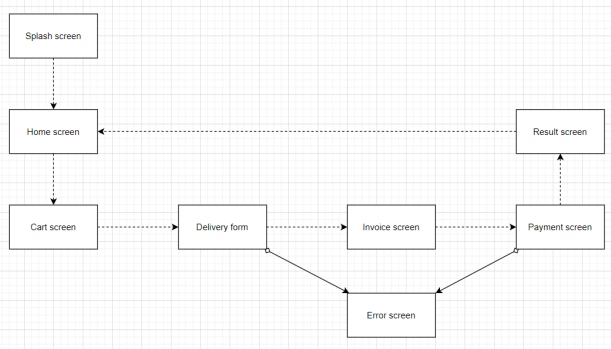 Splash screen
Home screen
Result screen
Cart screen
Delivery form
Invoice screen
Payment screen
Error screen